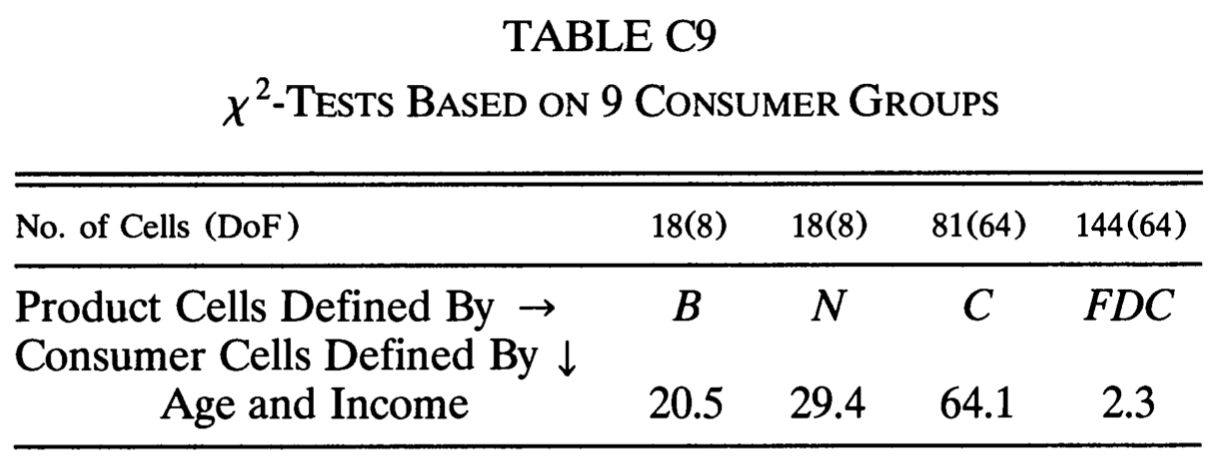 TABLE C9
χ²-TESTS BASED ON 9 CONSUMER GROUPS
No. of Cells (DoF) 18(8) 18(8) 81(64) 144(64)
Product Cells Defined By → B N C FDC
Consumer Cells Defined By ↓
Age and Income 20.5 29.4 64.1 2.3